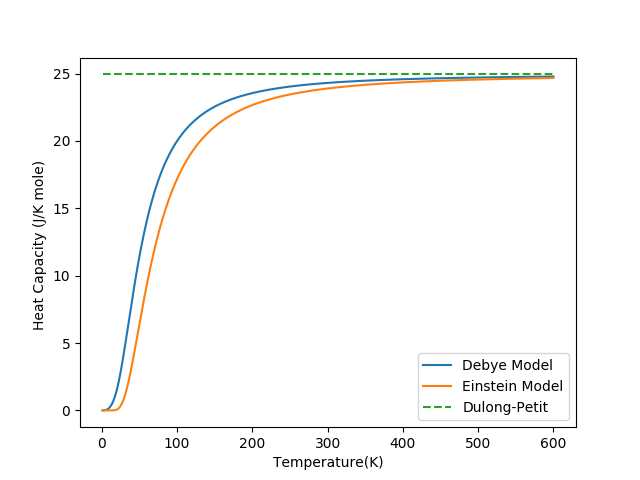 25
20
15
10
5
0
Heat Capacity (J/K mole)
Debye Model
Einstein Model
Dulong-Petit
0 100 200 300 400 500 600
Temperature(K)